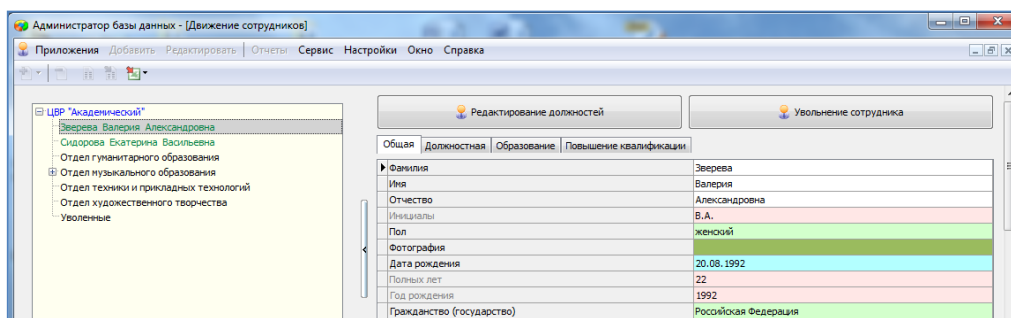 Администратор базы данных - [Движение сотрудников]
Приложения Добавить Редактировать Отчеты Сервис Настройки Окно Справка
ЦВР "Академический"
Зверева Валерия Александровна
Сидорова Екатерина Васильевна
Отдел гуманитарного образования
Отдел музыкального образования
Отдел техники и прикладных технологий
Отдел художественного творчества
Уволенные
Редактирование должностей Увольнение сотрудника
Общая Должностная Образование Повышение квалификации
Фамилия Зверева
Имя Валерия
Отчество Александровна
Инициалы В.А.
Пол женский
Фотография
Дата рождения 20.08.1992
Полных лет 22
Год рождения 1992
Гражданство (государство) Российская Федерация